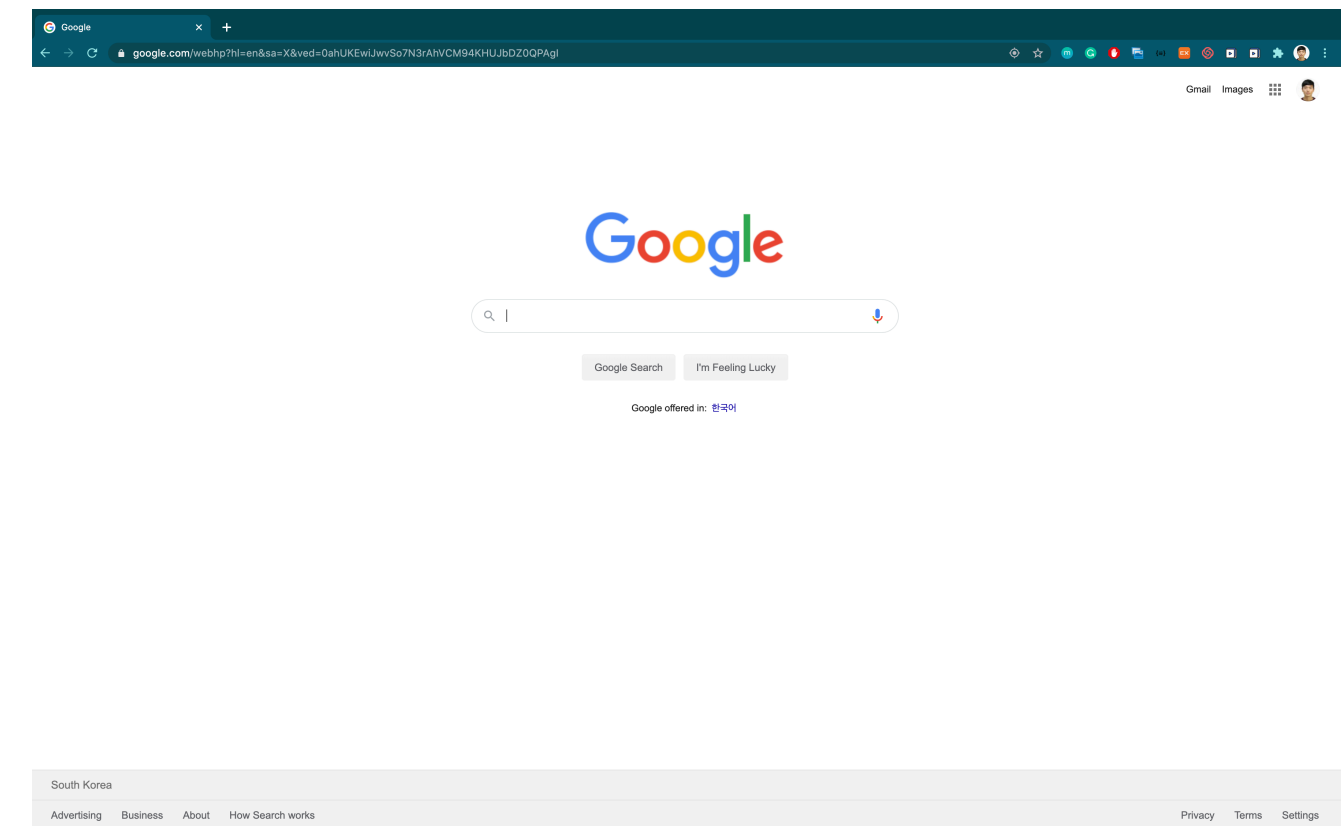 Google
google.com/webhp?hl=en&sa=X&ved=0ahUKEwiJwvSo7N3rAhVCM94KHUJbDZ0QPAgI
Gmail Images
Google
Google Search I'm Feeling Lucky
Google offered in: 한국어
South Korea
Advertising Business About How Search works Privacy Terms Settings